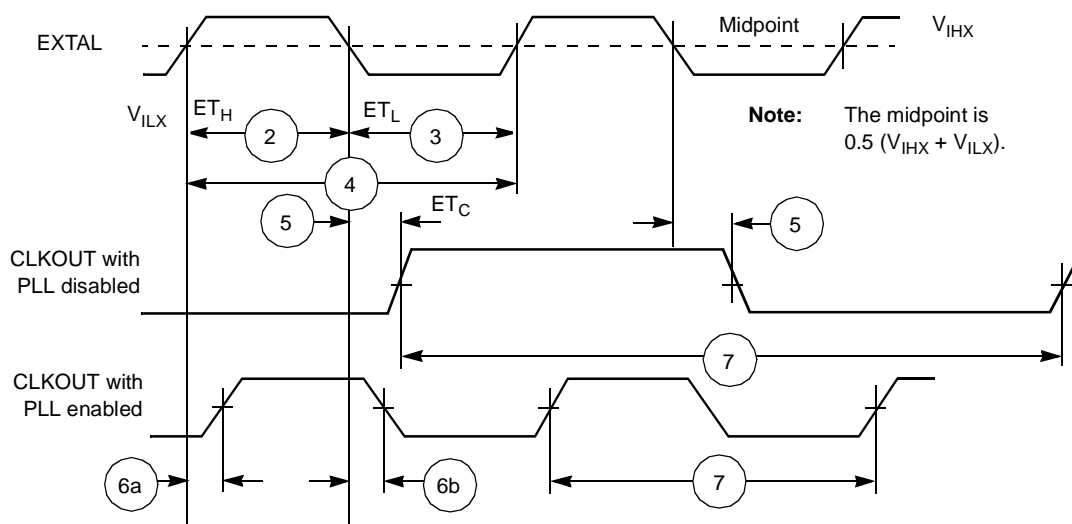 EXTAL
Midpoint
V_IHX
V_ILX
ET_H
2
ET_L
3
Note: The midpoint is
0.5 (V_IHX + V_ILX).
4
ET_C
5
5
CLKOUT with
PLL disabled
7
CLKOUT with
PLL enabled
6a
6b
7